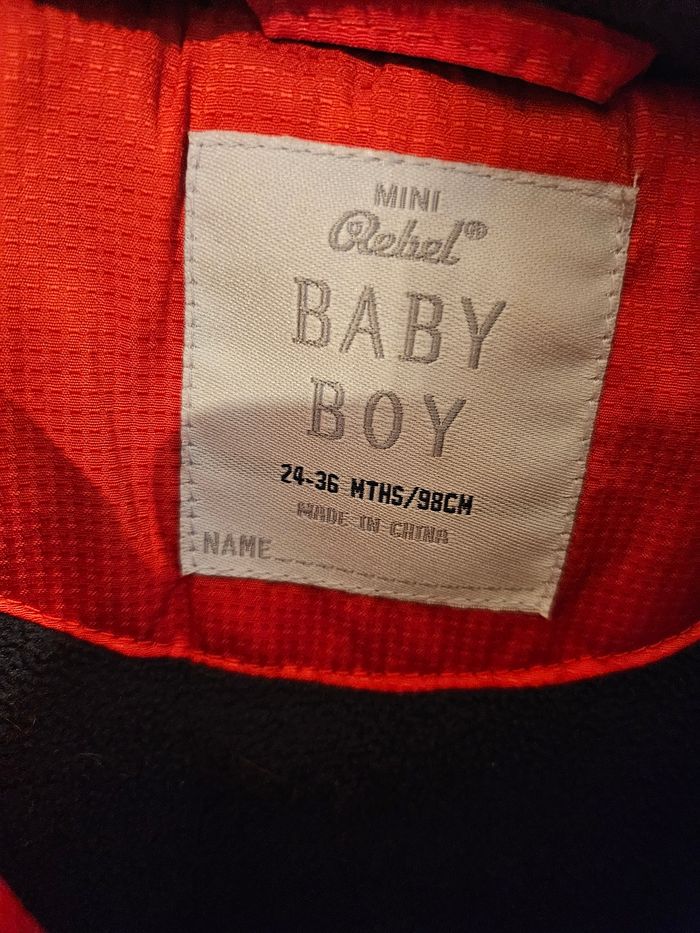 MINI
Rebel®
BABY
BOY
24-36 MTHS/98CM
MADE IN CHINA
NAME